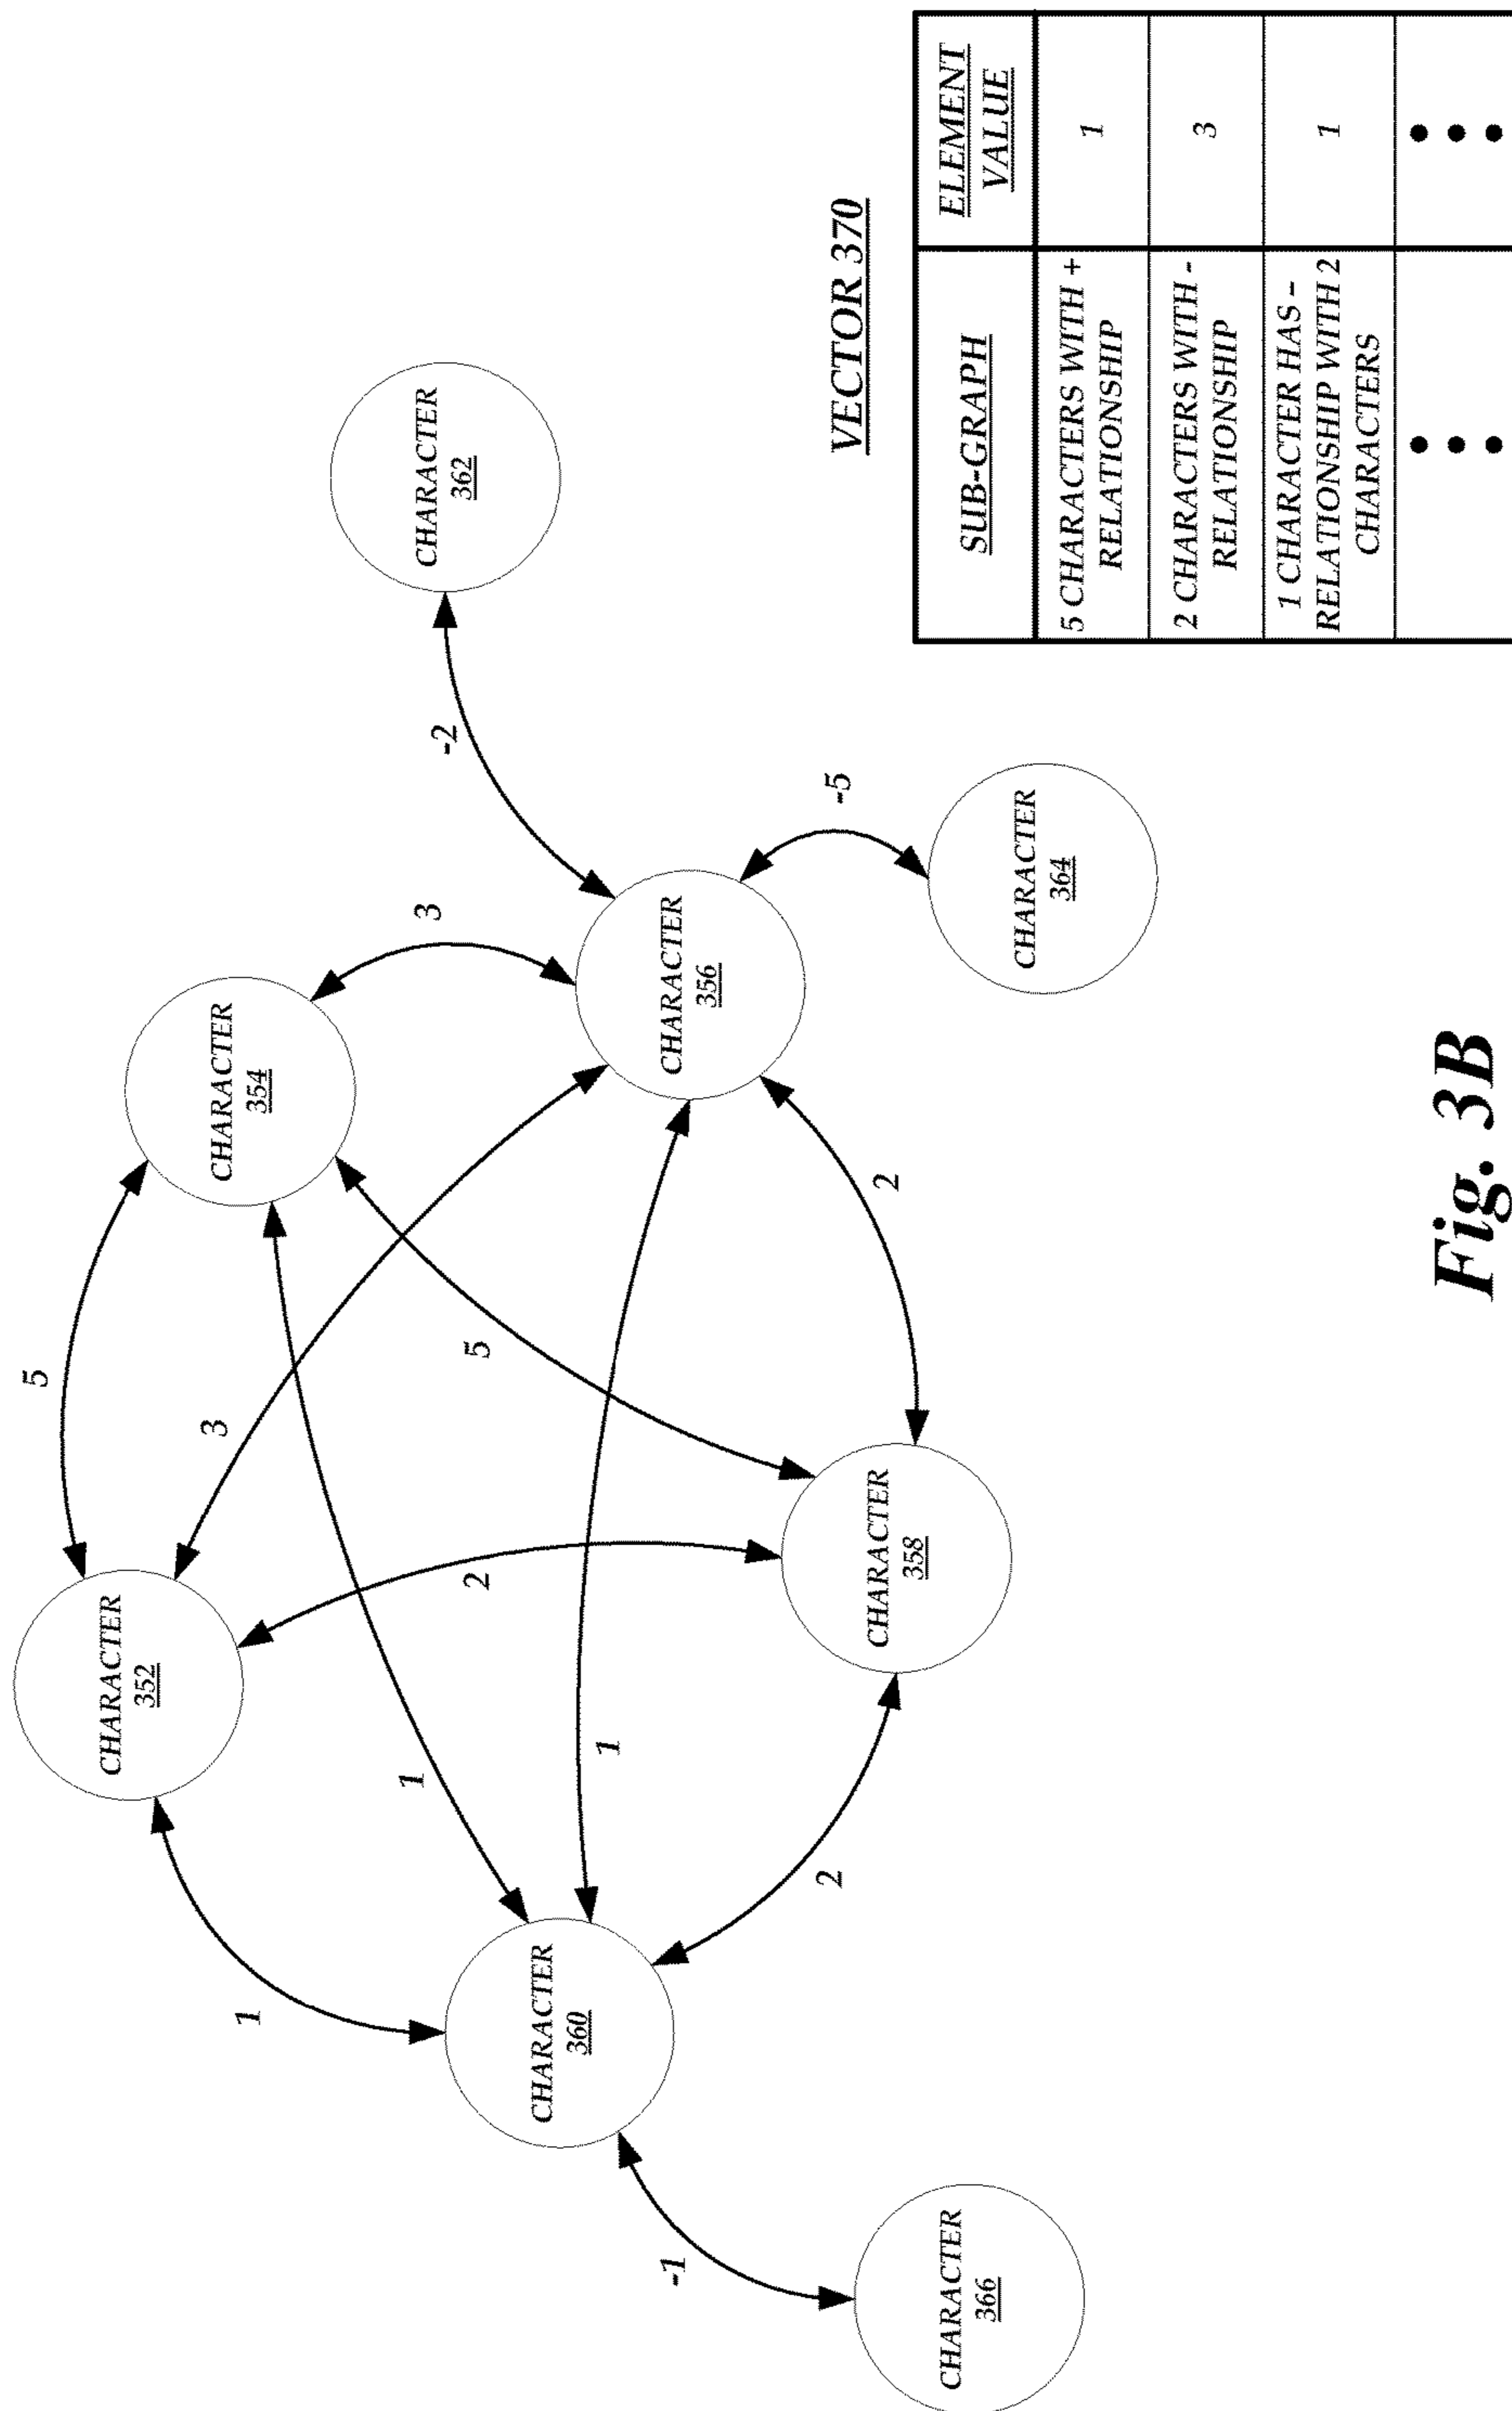 5
CHARACTER
352
3
CHARACTER
354
1
1
2
5
3
CHARACTER
362
-2
CHARACTER
360
1
CHARACTER
356
-1
2
-5
CHARACTER
358
2
CHARACTER
366
CHARACTER
364
VECTOR 370
SUB-GRAPH
ELEMENT
VALUE
5 CHARACTERS WITH +
RELATIONSHIP
1
2 CHARACTERS WITH -
RELATIONSHIP
3
1 CHARACTER HAS –
RELATIONSHIP WITH 2
CHARACTERS
1
Fig. 3B